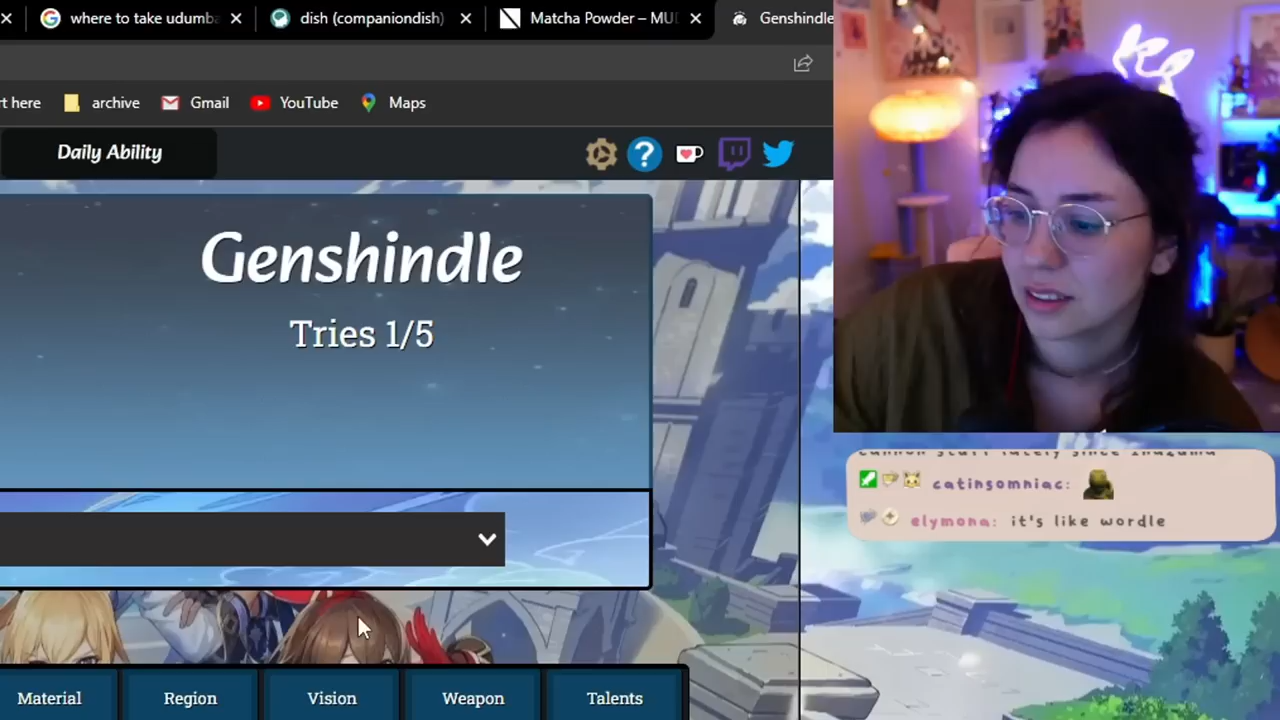 where to take udumba
dish (companiondish)
Matcha Powder – MU
Genshindle
rt here
archive
Gmail
YouTube
Maps
Daily Ability
Genshindle
Tries 1/5
catinsomniac:
elymona: it's like wordle
Material
Region
Vision
Weapon
Talents